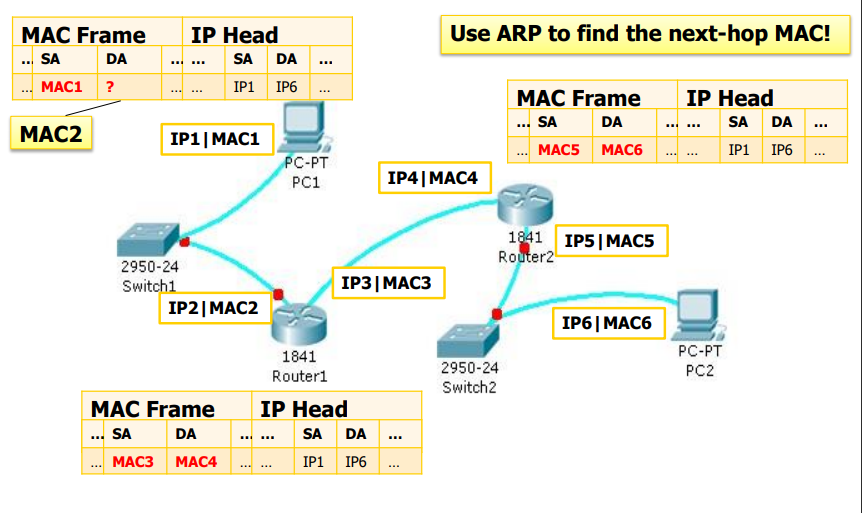 Use ARP to find the next-hop MAC!
MAC Frame IP Head
... SA DA ... ... SA DA ...
... MAC1 ? ... ... IP1 IP6 ...
MAC2
IP1|MAC1
PC-PT
PC1
MAC Frame IP Head
... SA DA ... ... SA DA ...
... MAC5 MAC6 ... ... IP1 IP6 ...
IP4|MAC4
1841
Router2
IP5|MAC5
2950-24
Switch1
IP2|MAC2
IP3|MAC3
1841
Router1
IP6|MAC6
2950-24
Switch2
PC-PT
PC2
MAC Frame IP Head
... SA DA ... ... SA DA ...
... MAC3 MAC4 ... ... IP1 IP6 ...